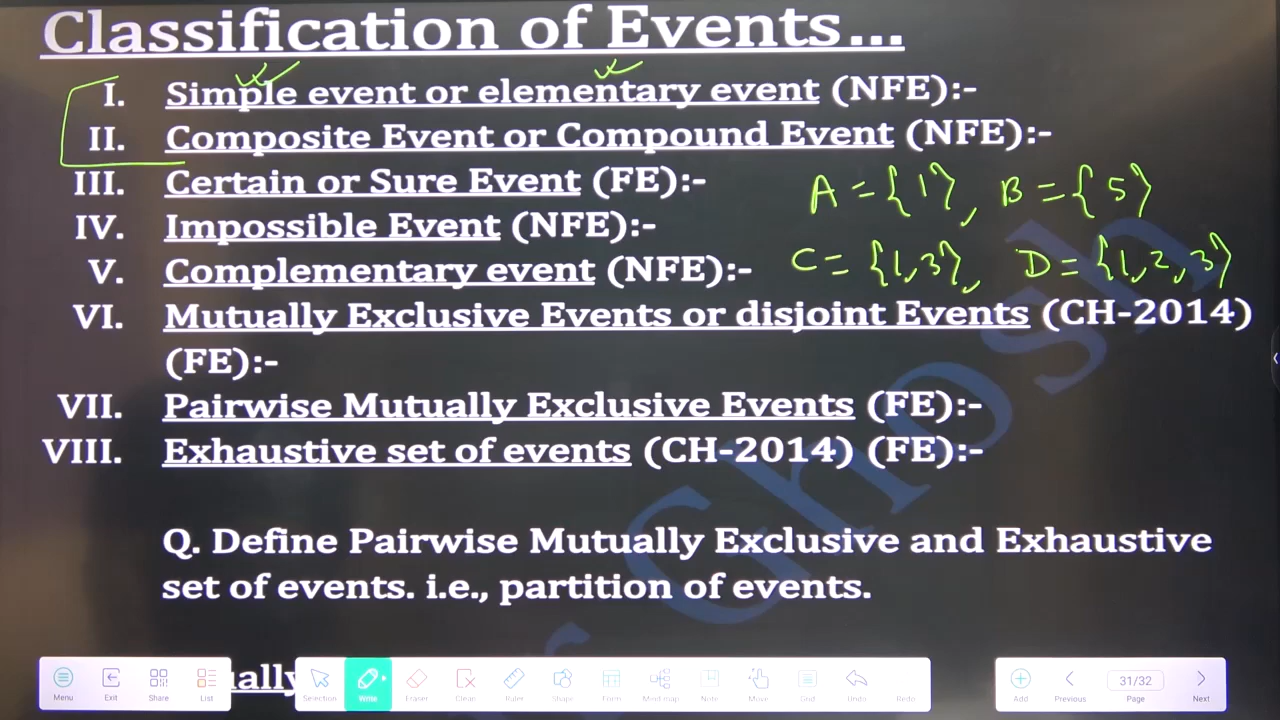 Classification of Events...
I. Simple event or elementary event (NFE):-
II. Composite Event or Compound Event (NFE):-
III. Certain or Sure Event (FE):-
A = {1}, B = {5}
IV. Impossible Event (NFE):-
V. Complementary event (NFE):-
C = {1,3}, D = {1,2,3}
VI. Mutually Exclusive Events or disjoint Events (CH-2014)
(FE):-
VII. Pairwise Mutually Exclusive Events (FE):-
VIII. Exhaustive set of events (CH-2014) (FE):-
Ghosh
Q. Define Pairwise Mutually Exclusive and Exhaustive
set of events. i.e., partition of events.
ually
Menu Exit Share List Selection Write Eraser Clean Ruler Shape Form Mind map Note Move Grid Undo Redo Add Previous 31/32 Page Next